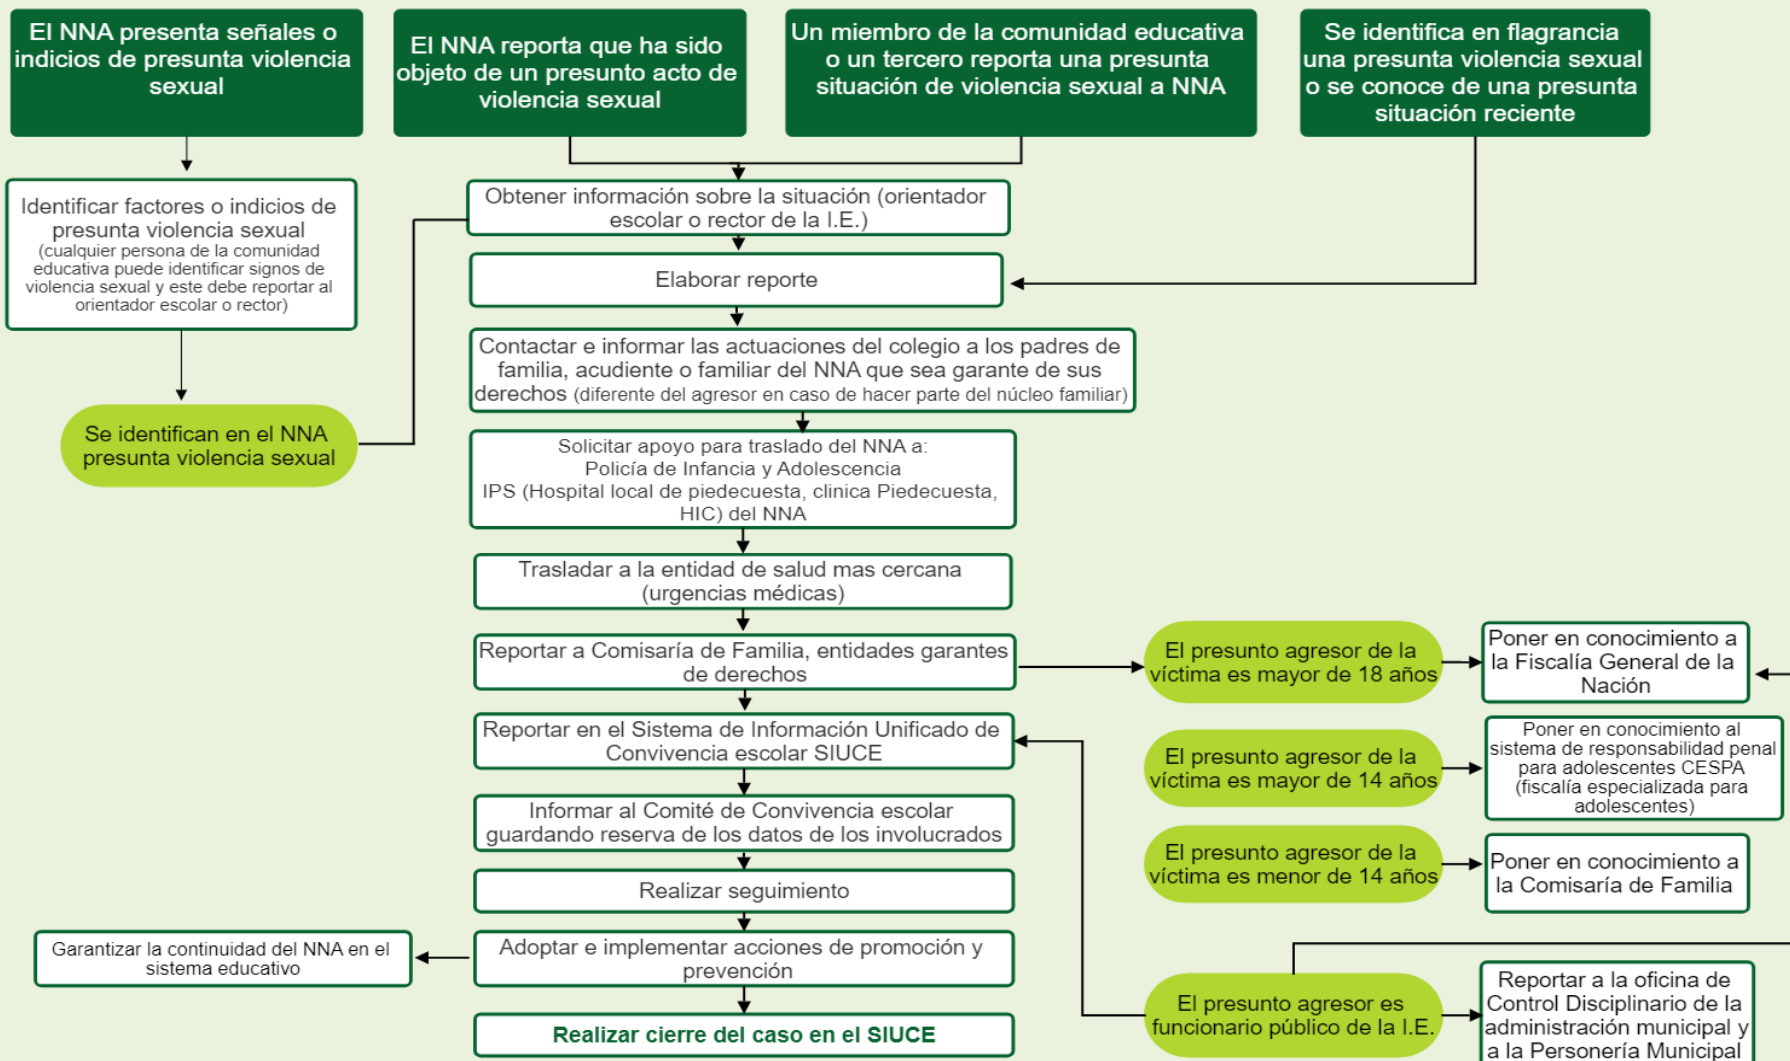 El NNA presenta señales o
indicios de presunta violencia
sexual
El NNA reporta que ha sido
objeto de un presunto acto de
violencia sexual
Un miembro de la comunidad educativa
o un tercero reporta una presunta
situación de violencia sexual a NNA
Se identifica en flagrancia
una presunta violencia sexual
o se conoce de una presunta
situación reciente
Identificar factores o indicios de
presunta violencia sexual
(cualquier persona de la comunidad
educativa puede identificar signos de
violencia sexual y este debe reportar al
orientador escolar o rector)
Se identifican en el NNA
presunta violencia sexual
Obtener información sobre la situación (orientador
escolar o rector de la I.E.)
Elaborar reporte
Contactar e informar las actuaciones del colegio a los padres de
familia, acudiente o familiar del NNA que sea garante de sus
derechos (diferente del agresor en caso de hacer parte del núcleo familiar)
Solicitar apoyo para traslado del NNA a:
Policía de Infancia y Adolescencia
IPS (Hospital local de piedecuesta, clinica Piedecuesta,
HIC) del NNA
Trasladar a la entidad de salud mas cercana
(urgencias médicas)
Reportar a Comisaría de Familia, entidades garantes
de derechos
Reportar en el Sistema de Información Unificado de
Convivencia escolar SIUCE
Informar al Comité de Convivencia escolar
guardando reserva de los datos de los involucrados
Realizar seguimiento
Adoptar e implementar acciones de promoción y
prevención
Garantizar la continuidad del NNA en el
sistema educativo
Realizar cierre del caso en el SIUCE
El presunto agresor de la
víctima es mayor de 18 años
Poner en conocimiento a
la Fiscalía General de la
Nación
El presunto agresor de la
víctima es mayor de 14 años
Poner en conocimiento al
sistema de responsabilidad penal
para adolescentes CESPA
(fiscalía especializada para
adolescentes)
El presunto agresor de la
víctima es menor de 14 años
Poner en conocimiento a
la Comisaría de Familia
El presunto agresor es
funcionario público de la I.E.
Reportar a la oficina de
Control Disciplinario de la
administración municipal y
a la Personería Municipal